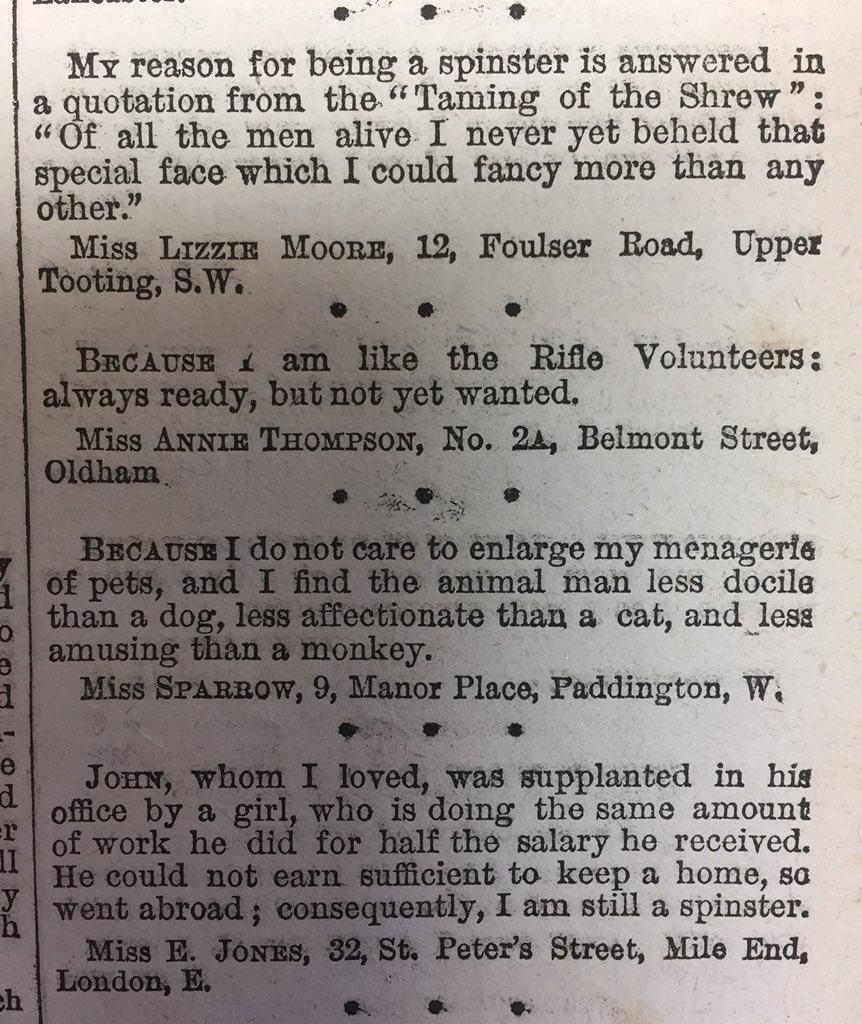 Lancaster.
My reason for being a spinster is answered in
a quotation from the "Taming of the Shrew":
"Of all the men alive I never yet beheld that
special face which I could fancy more than any
other."
Miss Lizzie Moore, 12, Foulser Road, Upper
Tooting, S.W.
Because I am like the Rifle Volunteers:
always ready, but not yet wanted.
Miss Annie Thompson, No. 2A, Belmont Street,
Oldham.
Because I do not care to enlarge my menagerie
of pets, and I find the animal man less docile
than a dog, less affectionate than a cat, and less
amusing than a monkey.
Miss Sparrow, 9, Manor Place, Paddington, W.
John, whom I loved, was supplanted in his
office by a girl, who is doing the same amount
of work he did for half the salary he received.
He could not earn sufficient to keep a home, so
went abroad; consequently, I am still a spinster.
Miss E. Jones, 32, St. Peter's Street, Mile End,
London, E.